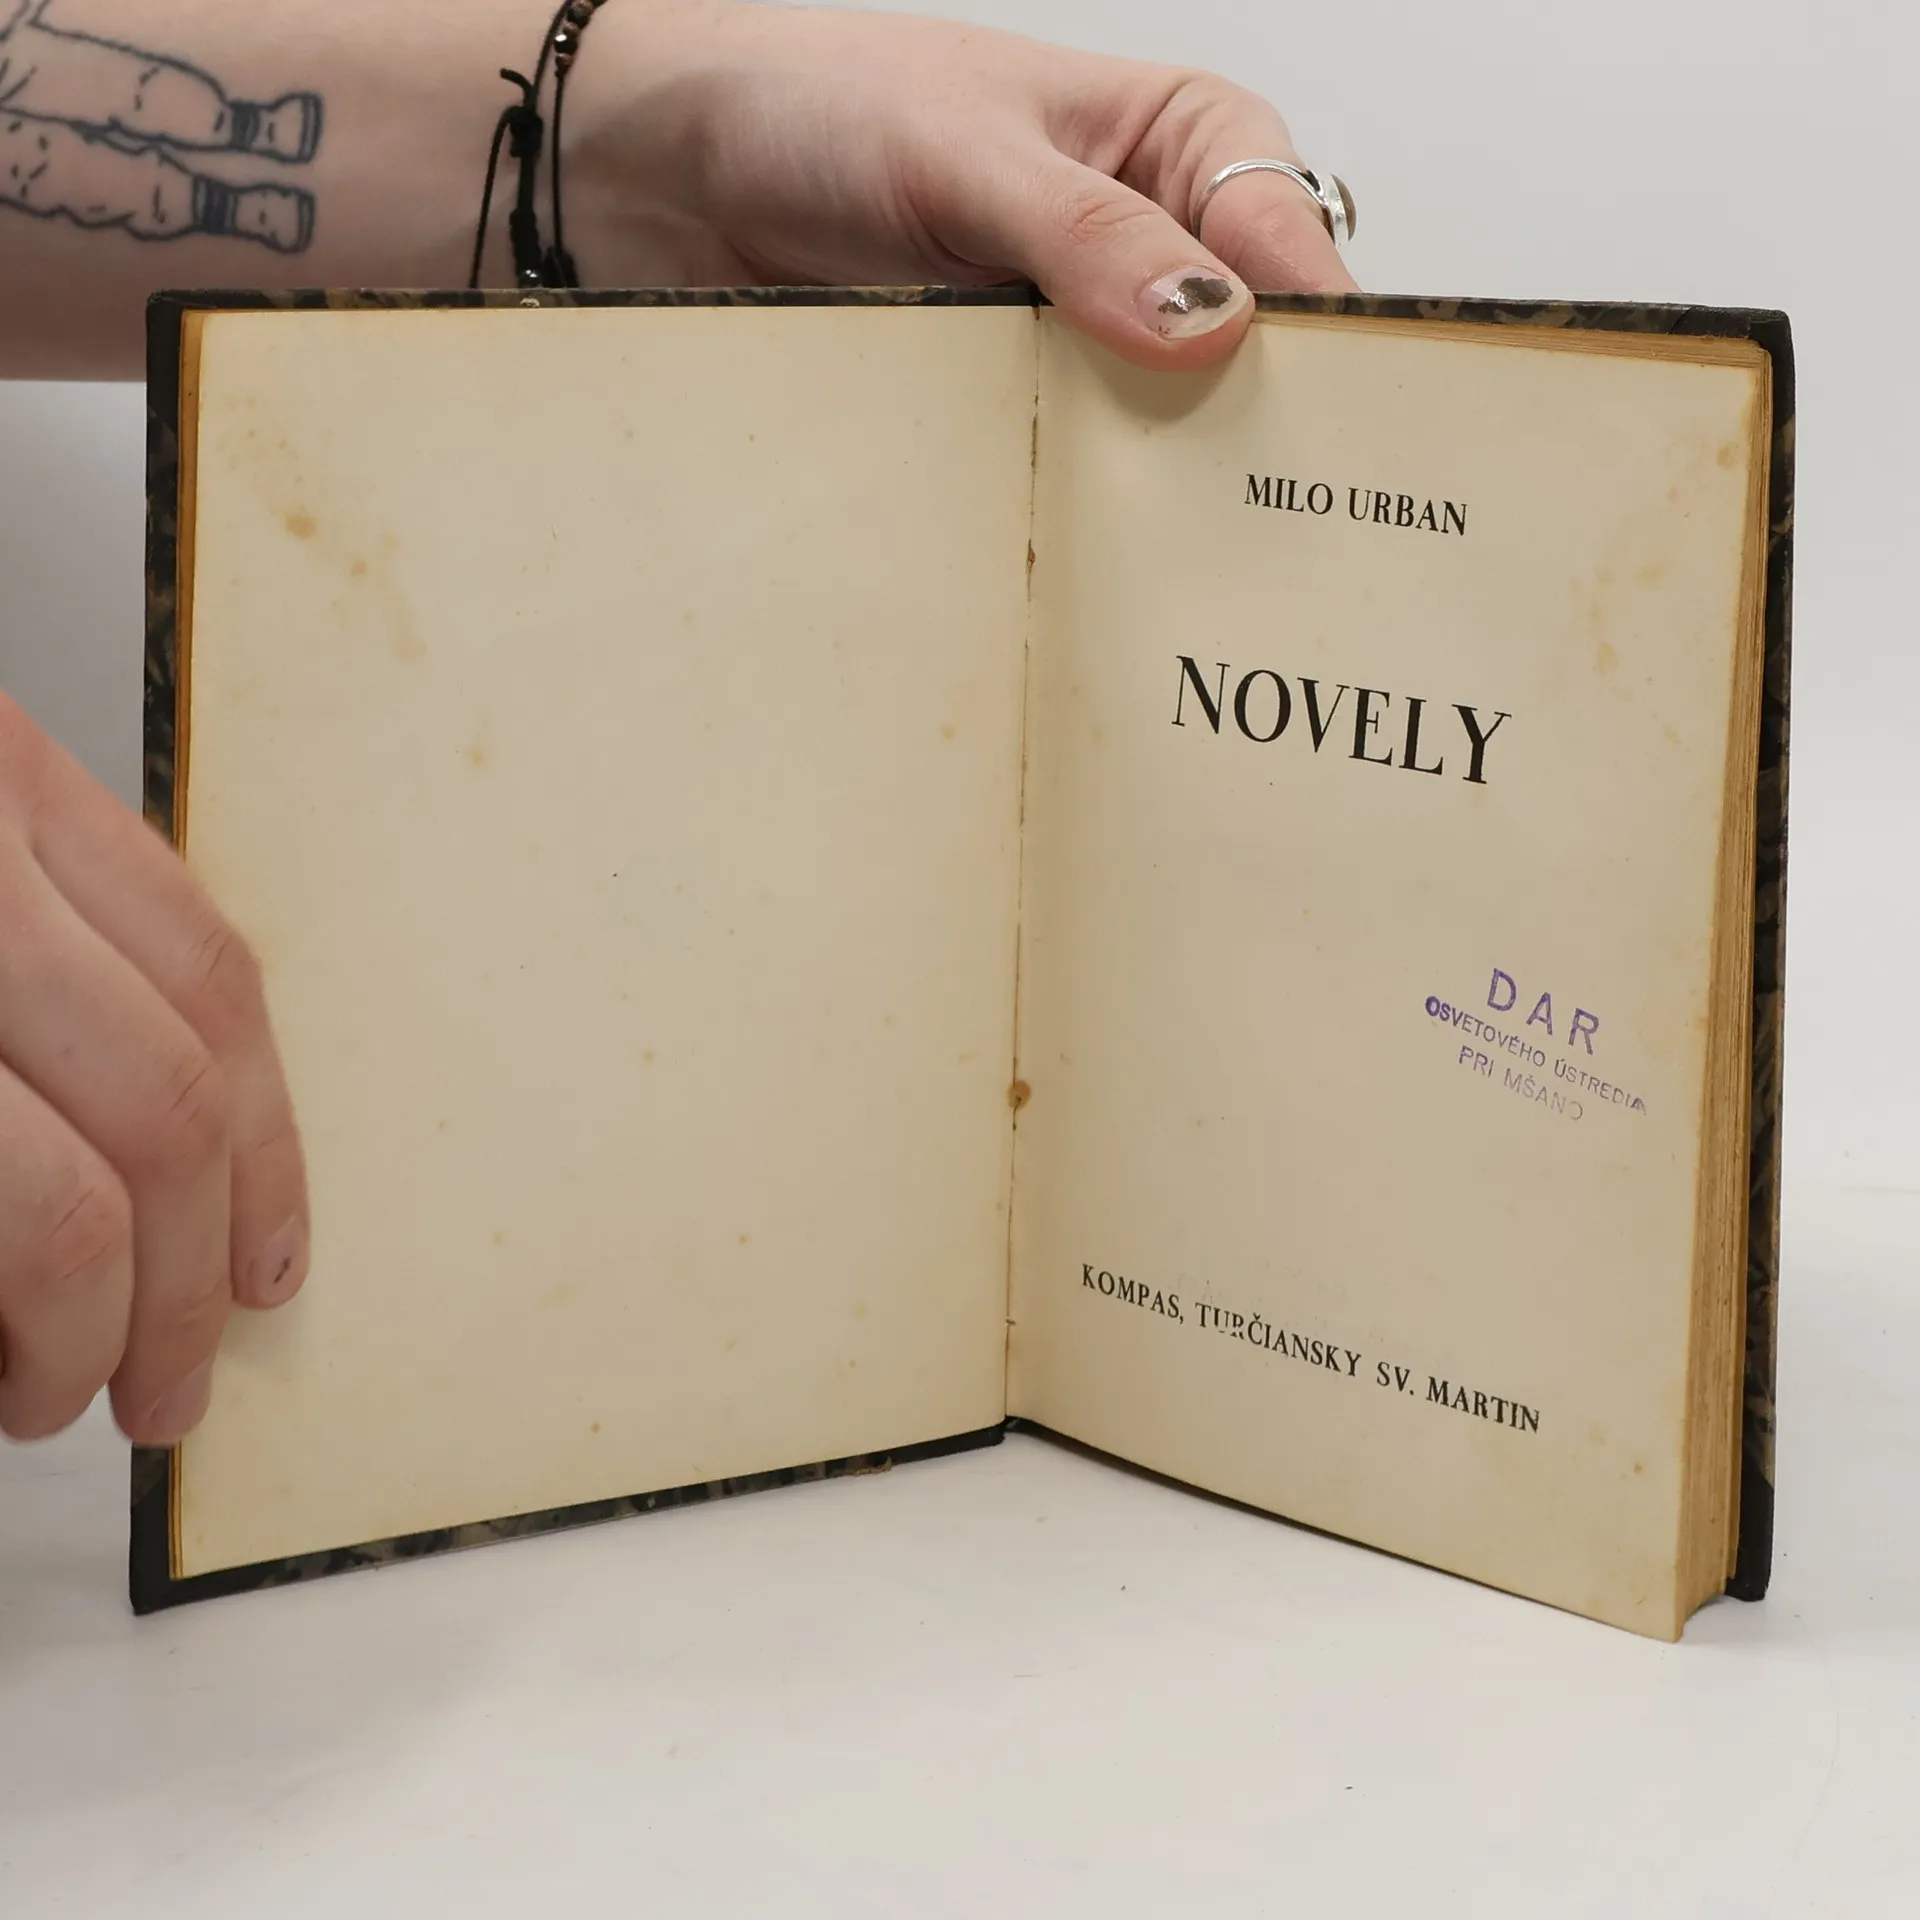 MILO URBAN
NOVELY
DAR
OSVETOVÉHO ÚSTREDIA
PRI MŠANO
KOMPAS, TURČIANSKY SV. MARTIN